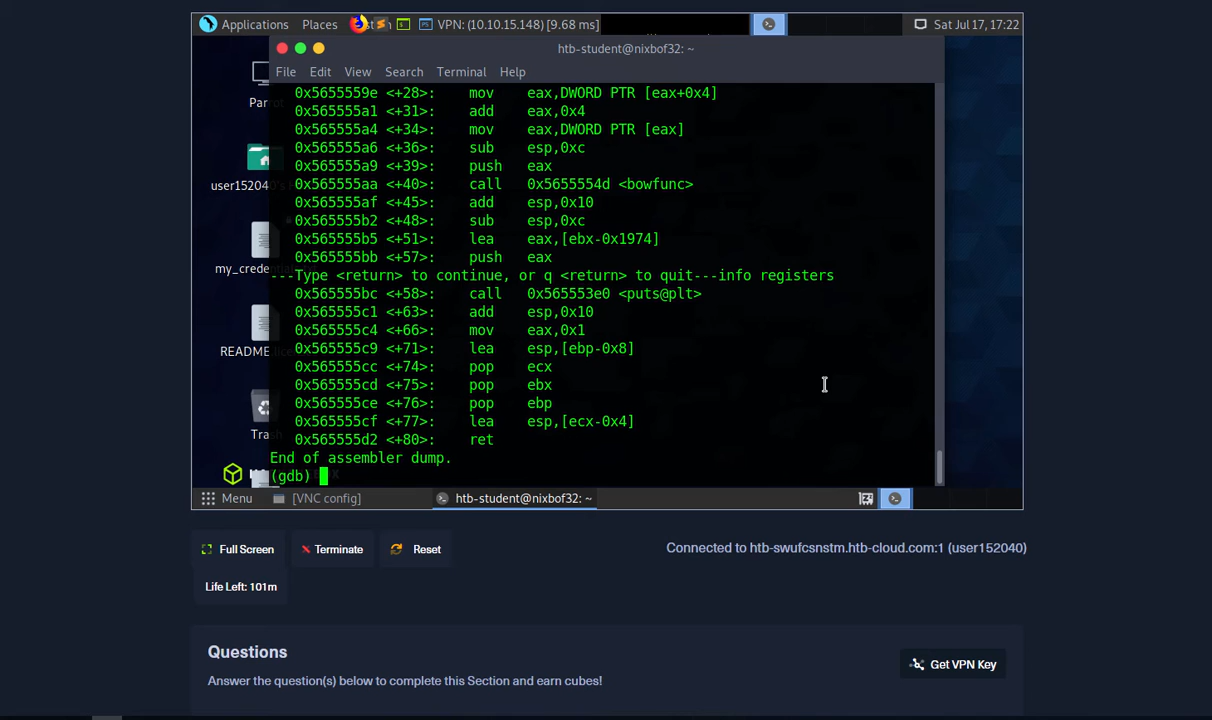 Applications Places VPN: (10.10.15.148) [9.68 ms] Sat Jul 17, 17:22
htb-student@nixbof32: ~
File Edit View Search Terminal Help
0x5655559e <+28>: mov eax,DWORD PTR [eax+0x4]
0x565555a1 <+31>: add eax,0x4
0x565555a4 <+34>: mov eax,DWORD PTR [eax]
0x565555a6 <+36>: sub esp,0xc
0x565555a9 <+39>: push eax
0x565555aa <+40>: call 0x5655554d <bowfunc>
0x565555af <+45>: add esp,0x10
0x565555b2 <+48>: sub esp,0xc
0x565555b5 <+51>: lea eax,[ebx-0x1974]
0x565555bb <+57>: push eax
---Type <return> to continue, or q <return> to quit---info registers
0x565555bc <+58>: call 0x565553e0 <puts@plt>
0x565555c1 <+63>: add esp,0x10
0x565555c4 <+66>: mov eax,0x1
0x565555c9 <+71>: lea esp,[ebp-0x8]
0x565555cc <+74>: pop ecx
0x565555cd <+75>: pop ebx
0x565555ce <+76>: pop ebp
0x565555cf <+77>: lea esp,[ecx-0x4]
0x565555d2 <+80>: ret
End of assembler dump.
(gdb)
Parrot
user152040's
my_credenti
README
Trash
Menu [VNC config] htb-student@nixbof32: ~
Full Screen Terminate Reset Connected to htb-swufcsnstm.htb-cloud.com:1 (user152040)
Life Left: 101m
Questions
Get VPN Key
Answer the question(s) below to complete this Section and earn cubes!